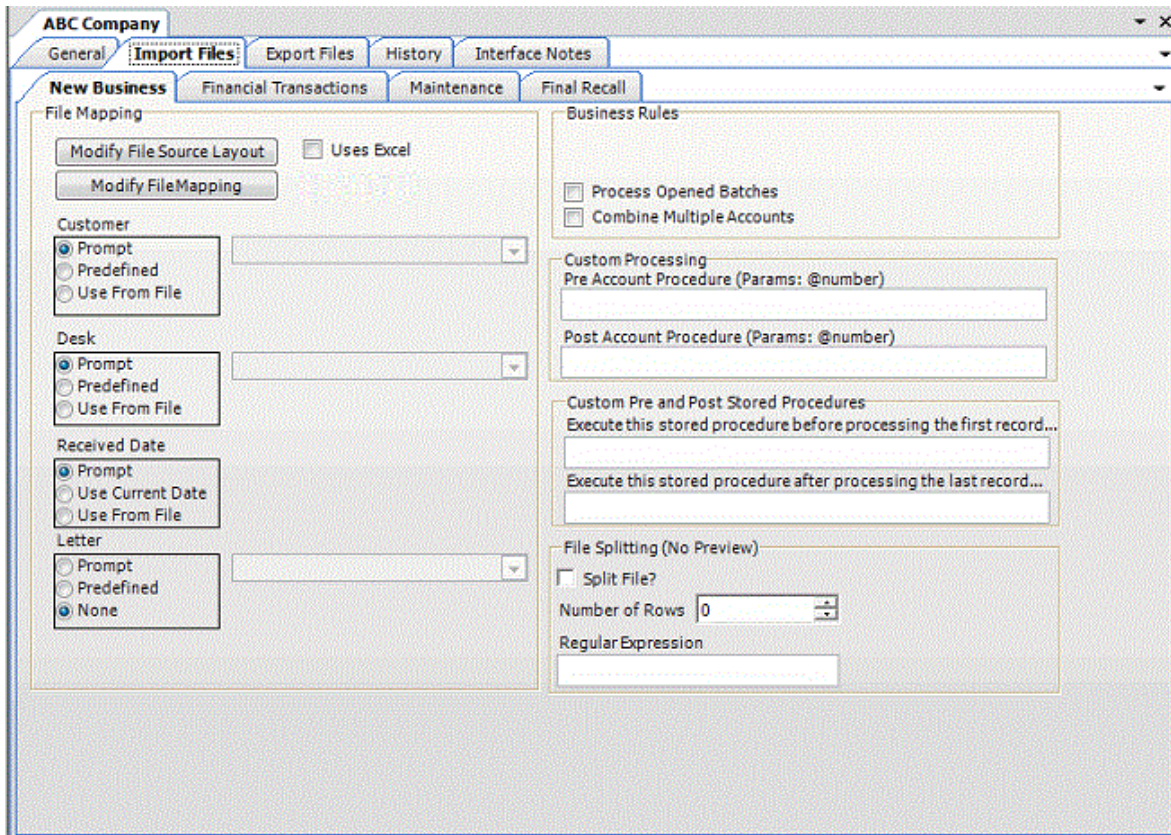 ABC Company
General Import Files Export Files History Interface Notes
New Business Financial Transactions Maintenance Final Recall
File Mapping
Modify File Source Layout Uses Excel
Modify FileMapping
Customer
Prompt
Predefined
Use From File
Desk
Prompt
Predefined
Use From File
Received Date
Prompt
Use Current Date
Use From File
Letter
Prompt
Predefined
None
Business Rules
Process Opened Batches
Combine Multiple Accounts
Custom Processing
Pre Account Procedure (Params: @number)
Post Account Procedure (Params: @number)
Custom Pre and Post Stored Procedures
Execute this stored procedure before processing the first record...
Execute this stored procedure after processing the last record...
File Splitting (No Preview)
Split File?
Number of Rows 0
Regular Expression